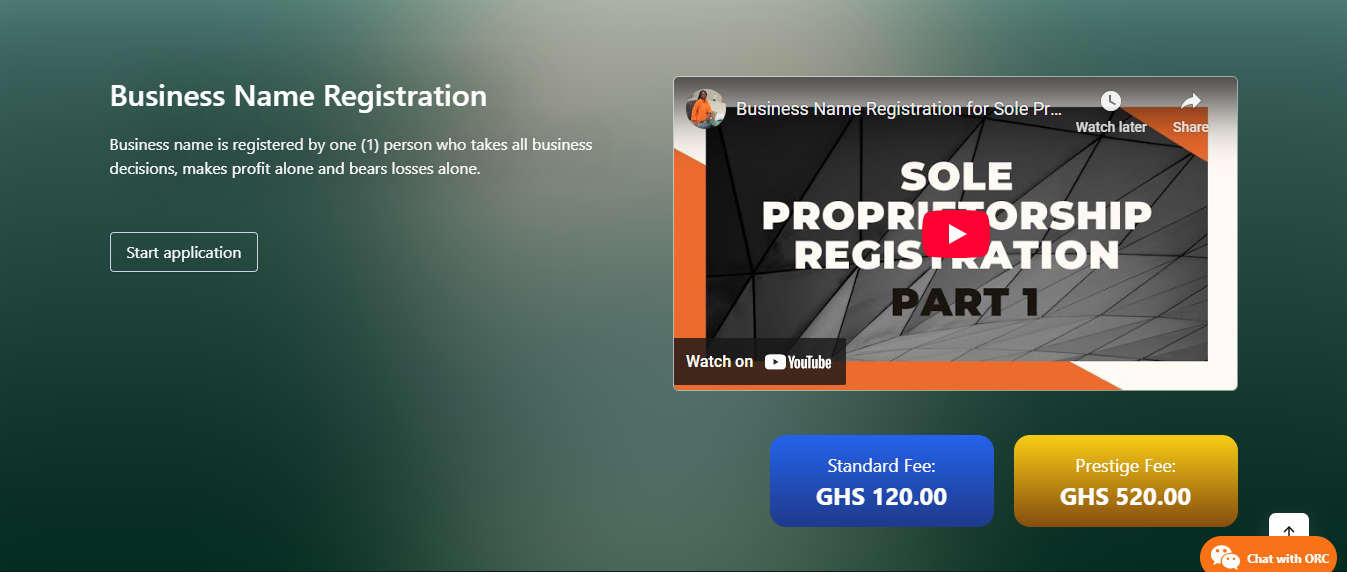 Business Name Registration
Business name is registered by one (1) person who takes all business
decisions, makes profit alone and bears losses alone.
Start application
Business Name Registration for Sole Pr...
Watch later
Share
SOLE
PROPRIETORSHIP
REGISTRATION
PART 1
Watch on YouTube
Standard Fee:
GHS 120.00
Prestige Fee:
GHS 520.00
Chat with ORC